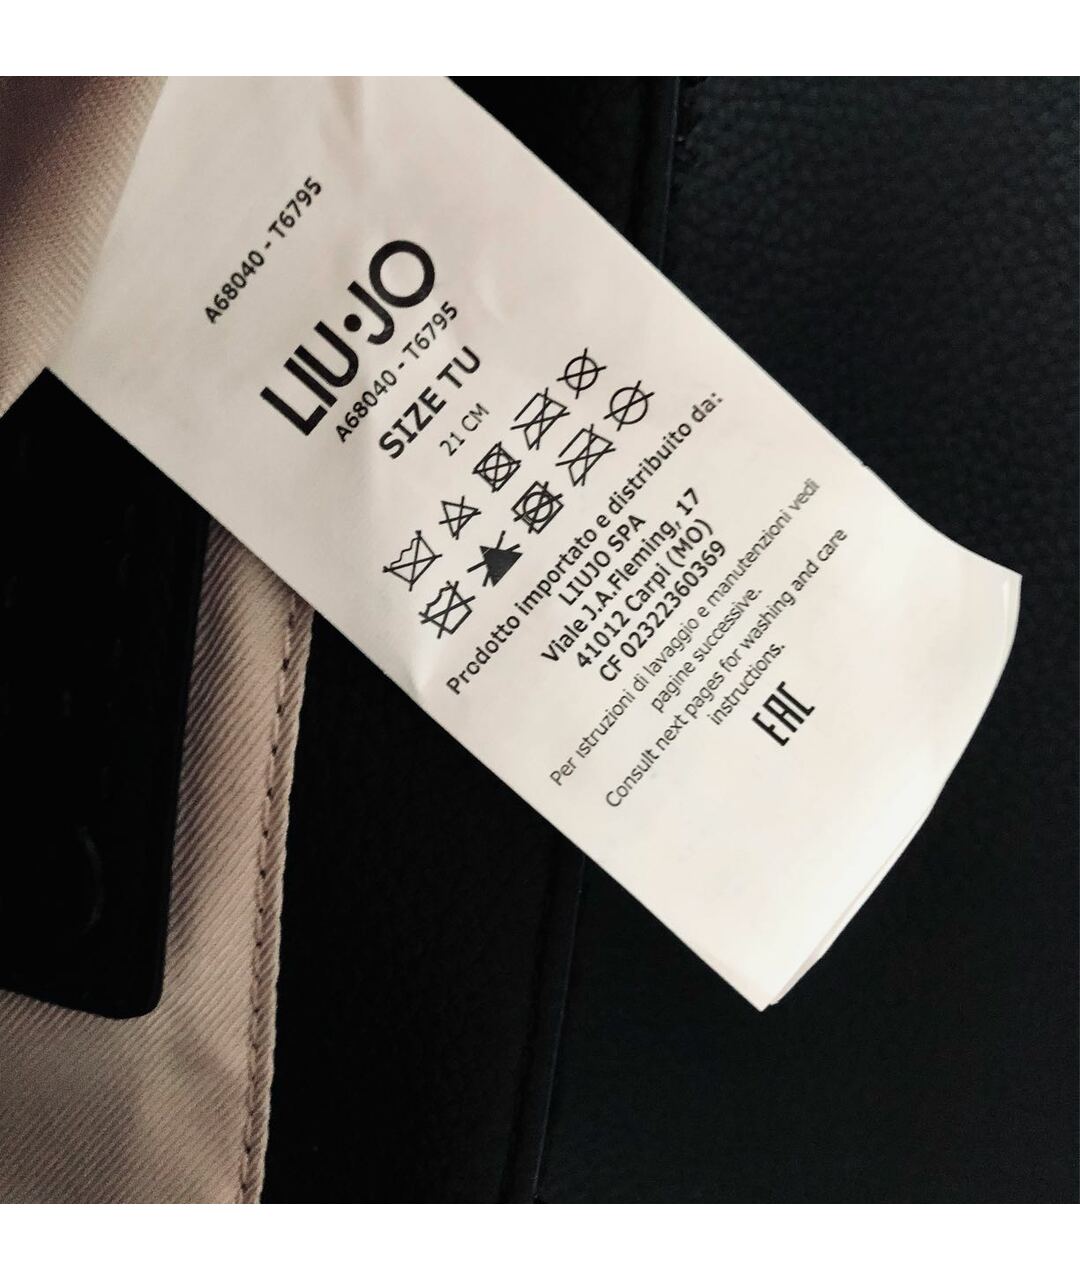 A68040 - T6795
LIU·JO
A68040 - T6795
SIZE TU
21 CM
Prodotto importato e distribuito da:
LIUJO SPA
Viale J.A.Fleming, 17
41012 Carpi (MO)
CF 02322360369
Per istruzioni di lavaggio e manutenzioni vedi
pagine successive.
Consult next pages for washing and care
instructions.
EAC